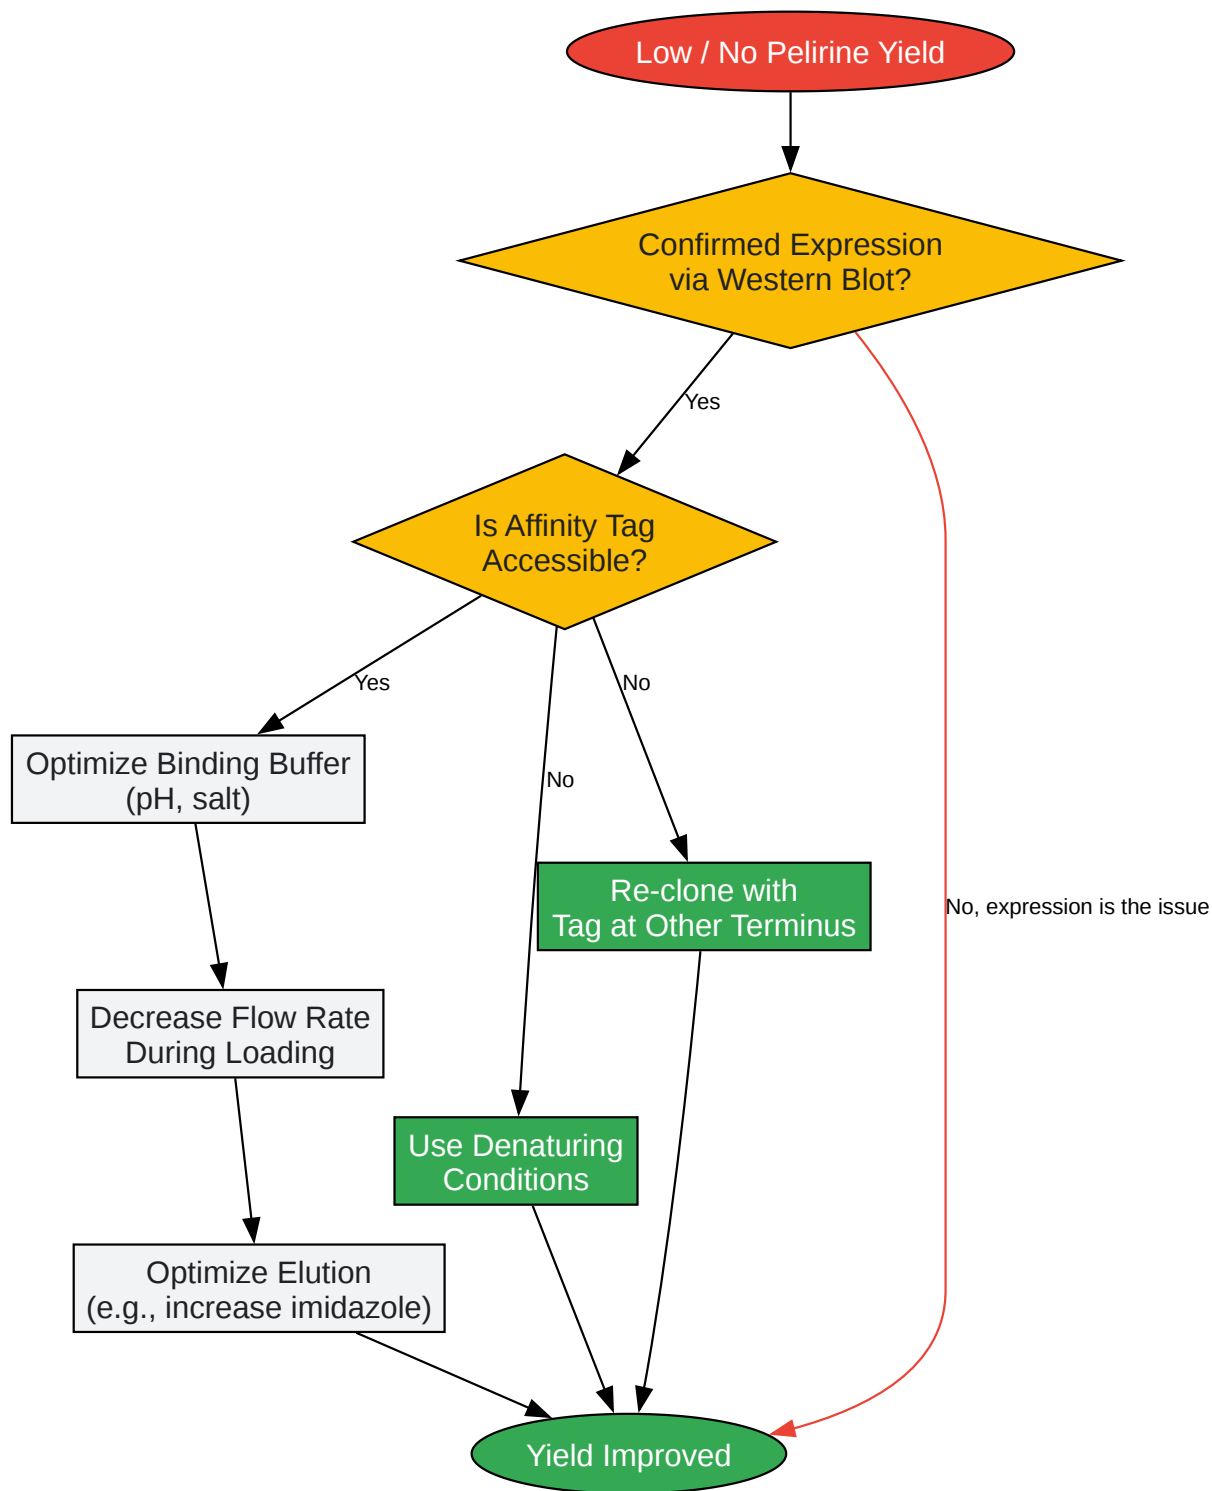 Low / No Pelirine Yield
Confirmed Expression
via Western Blot?
Yes
Is Affinity Tag
Accessible?
Yes
No
Optimize Binding Buffer
(pH, salt)
No
Re-clone with
Tag at Other Terminus
No, expression is the issue
Decrease Flow Rate
During Loading
Use Denaturing
Conditions
Optimize Elution
(e.g., increase imidazole)
Yield Improved